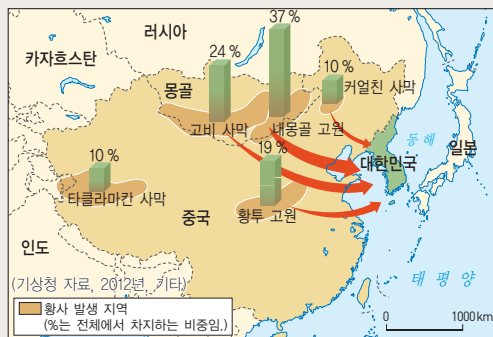 37 %
러시아
24 %
카자흐스탄
10 %
몽골
커얼친 사막
고비 사막
내몽골 고원
동해
일본
19 %
대한민국
10 %
타클라마칸 사막
황투 고원
중국
인도
태평양
(기상청 자료, 2012년, 기타)
황사 발생 지역
(%는 전체에서 차지하는 비중임.)
0 1000km